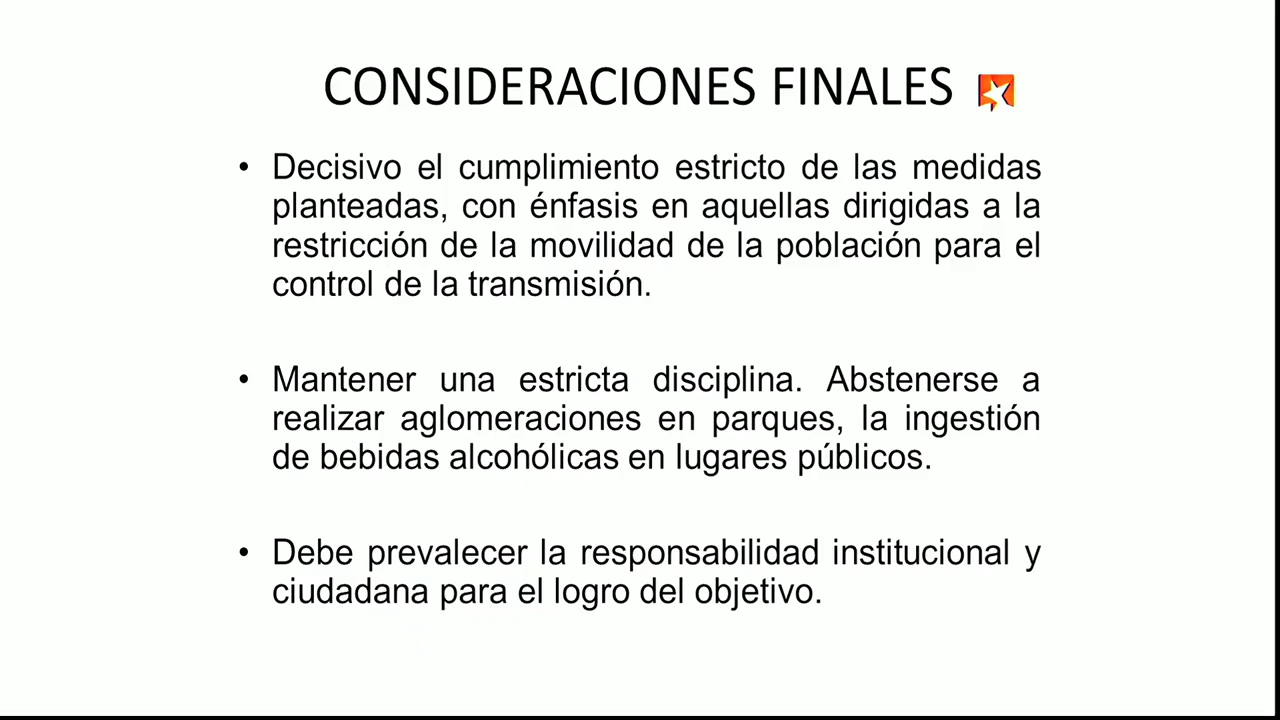 CONSIDERACIONES FINALES
• Decisivo el cumplimiento estricto de las medidas
planteadas, con énfasis en aquellas dirigidas a la
restricción de la movilidad de la población para el
control de la transmisión.
• Mantener una estricta disciplina. Abstenerse a
realizar aglomeraciones en parques, la ingestión
de bebidas alcohólicas en lugares públicos.
• Debe prevalecer la responsabilidad institucional y
ciudadana para el logro del objetivo.